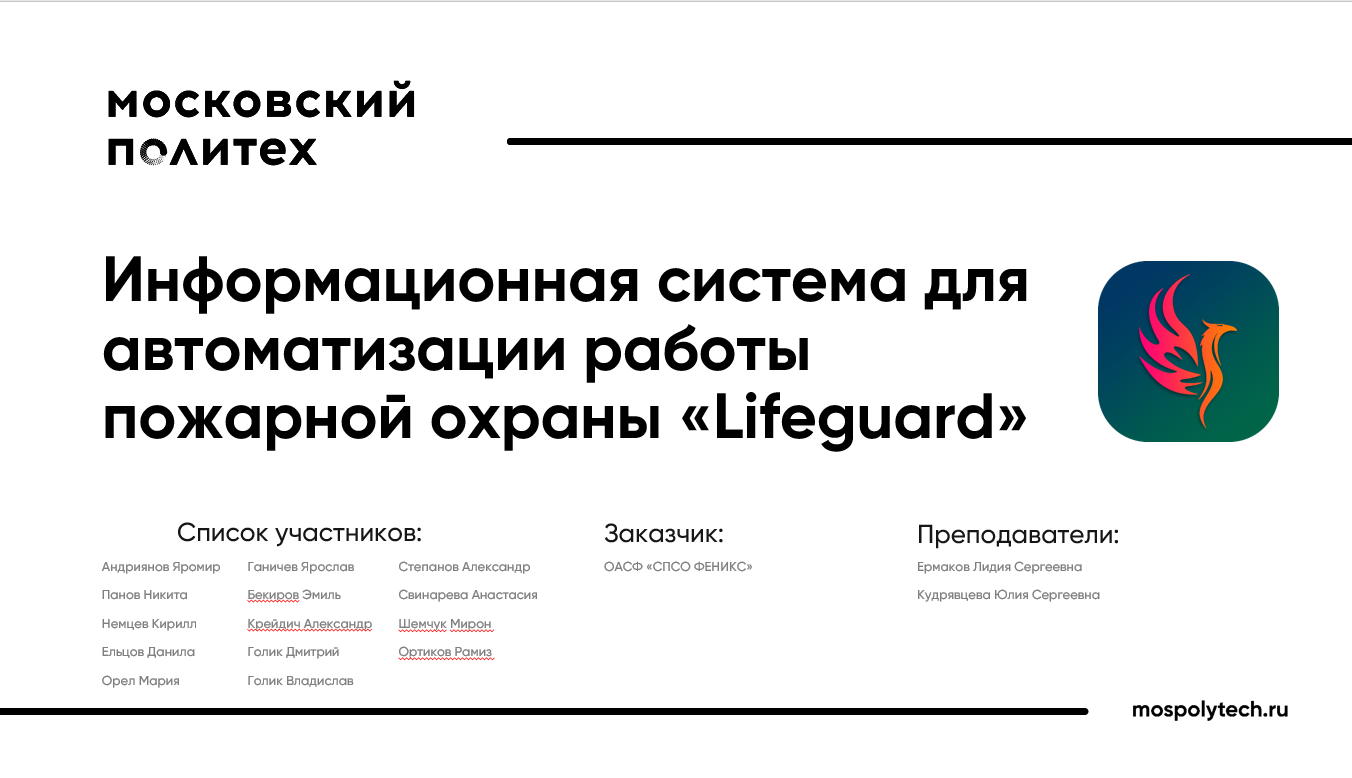 московский
политех
Информационная система для
автоматизации работы
пожарной охраны «Lifeguard»
Список участников:
Андриянов Яромир
Панов Никита
Немцев Кирилл
Ельцов Данила
Орел Мария
Ганичев Ярослав
Бекиров Эмиль
Крейдич Александр
Голик Дмитрий
Голик Владислав
Степанов Александр
Свинарева Анастасия
Шемчук Мирон
Ортиков Рамиз
Заказчик:
ОАСФ «СПСО ФЕНИКС»
Преподаватели:
Ермаков Лидия Сергеевна
Кудрявцева Юлия Сергеевна
mospolytech.ru